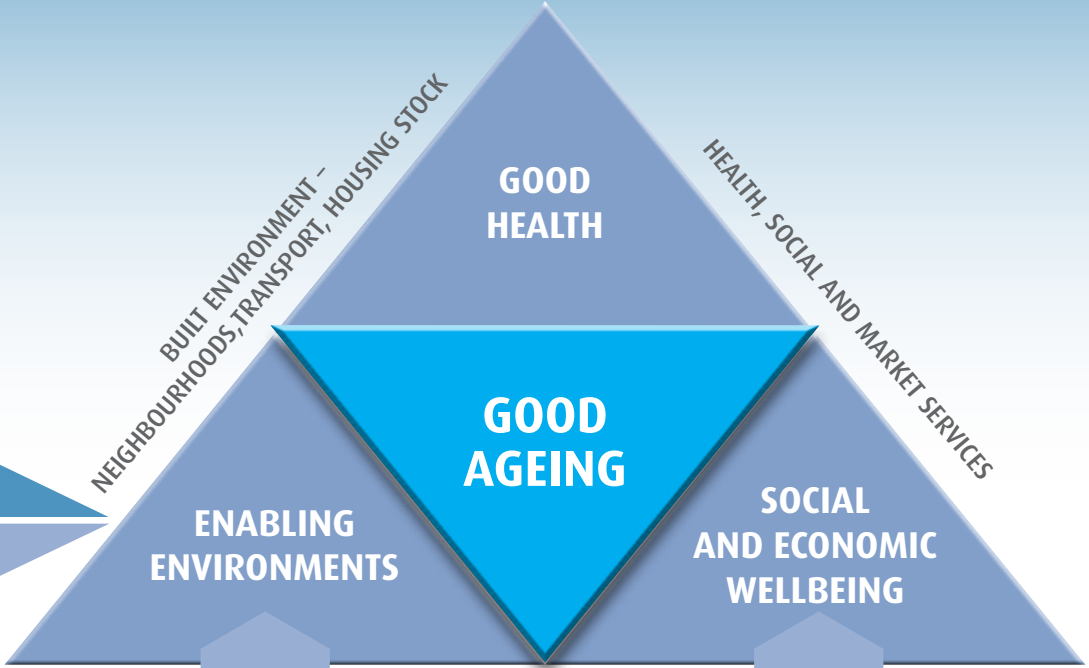 BUILT ENVIRONMENT –
NEIGHBOURHOODS,TRANSPORT, HOUSING STOCK
HEALTH, SOCIAL AND MARKET SERVICES
GOOD
HEALTH
GOOD
AGEING
ENABLING
ENVIRONMENTS
SOCIAL
AND ECONOMIC
WELLBEING